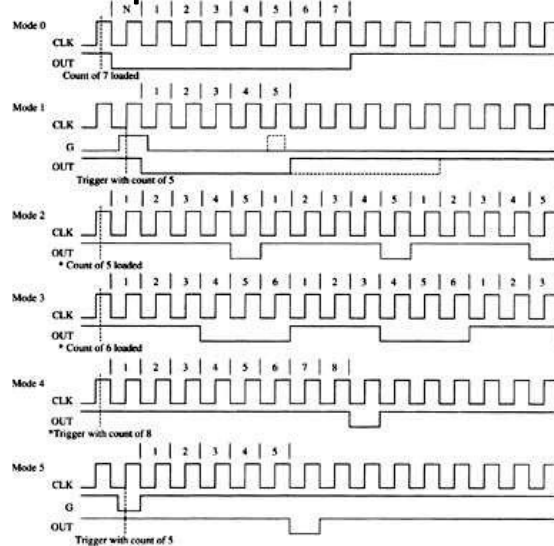 N 1 2 3 4 5 6 7
Mode 0
CLK
OUT
Count of 7 loaded
1 2 3 4 5
Mode 1
CLK
G
OUT
Trigger with count of 5
1 2 3 4 5 1 2 3 4 5 1 2 3 4 5
Mode 2
CLK
OUT
* Count of 5 loaded
1 2 3 4 5 6 1 2 3 4 5 6 1 2 3
Mode 3
CLK
OUT
* Count of 6 loaded
1 2 3 4 5 6 7 8
Mode 4
CLK
OUT
*Trigger with count of 8
1 2 3 4 5
Mode 5
CLK
G
OUT
Trigger with count of 5